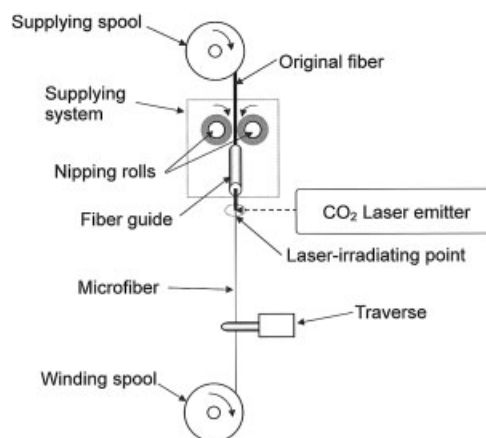 Supplying spool
Original fiber
Supplying
system
Nipping rolls
Fiber guide
CO₂ Laser emitter
Laser-irradiating point
Microfiber
Traverse
Winding spool